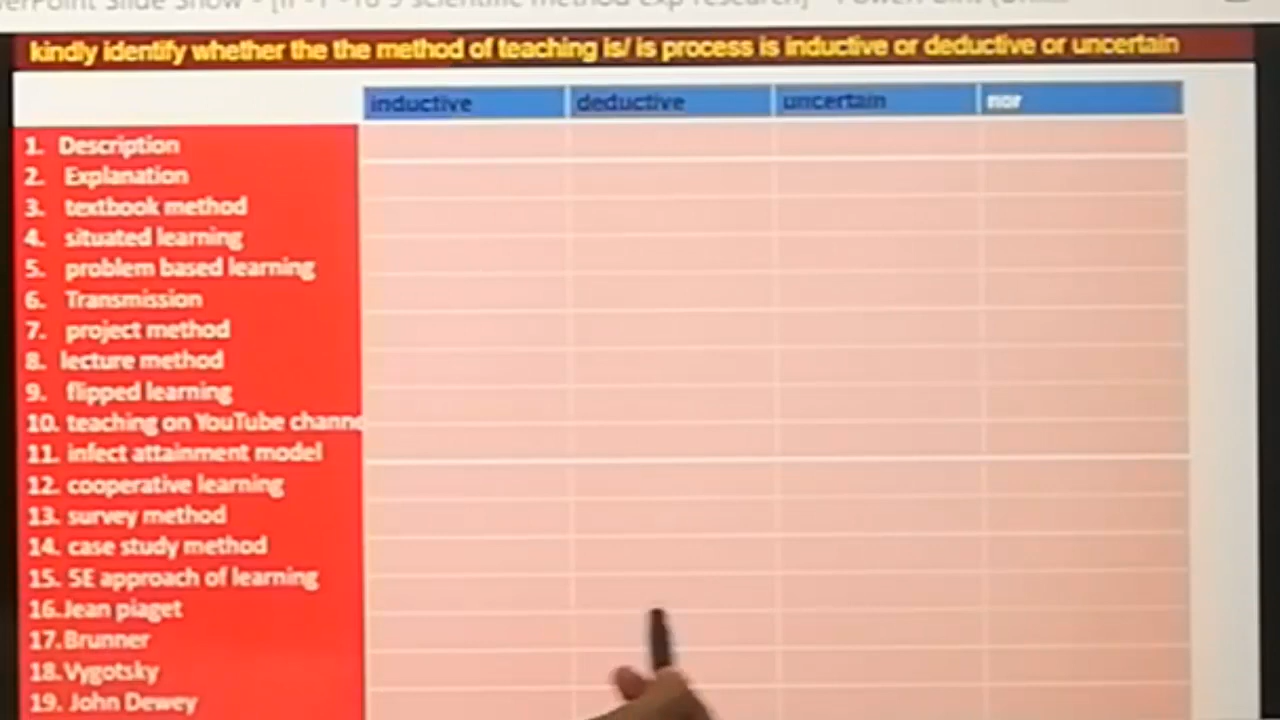 kindly identify whether the the method of teaching is/ is process is inductive or deductive or uncertain
inductive deductive uncertain nor
1. Description
2. Explanation
3. textbook method
4. situated learning
5. problem based learning
6. Transmission
7. project method
8. lecture method
9. flipped learning
10. teaching on YouTube channe
11. infect attainment model
12. cooperative learning
13. survey method
14. case study method
15. 5E approach of learning
16. Jean piaget
17. Brunner
18. Vygotsky
19. John Dewey